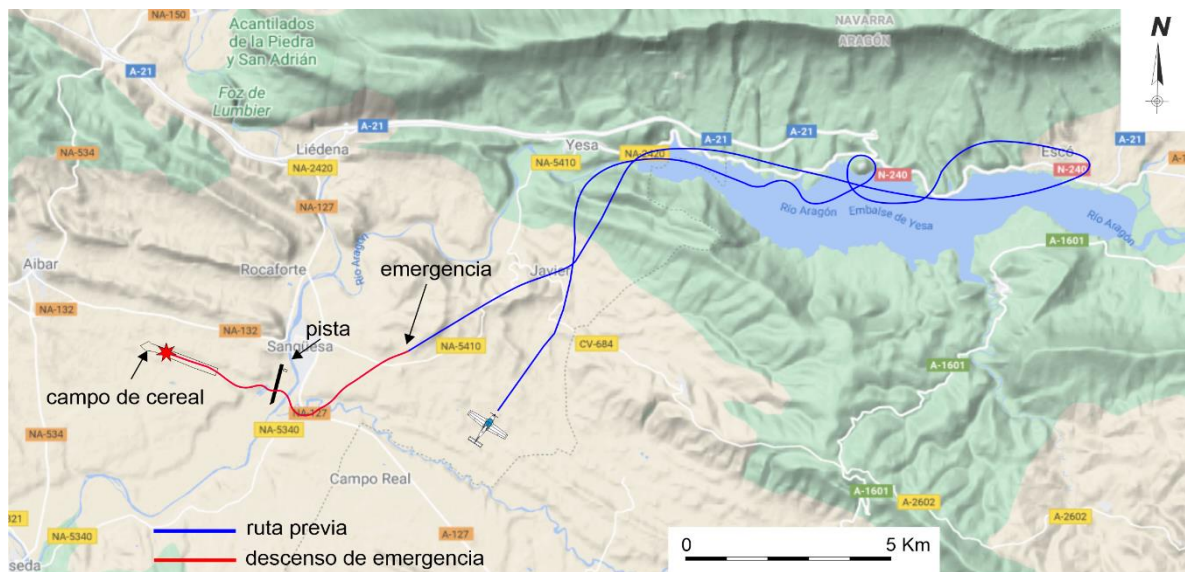 NA-150
Acantilados
de la Piedra
y San Adrián
NAVARRA
ARAGÓN
N
A-21
Foz de
Lumbier
A-21
A-21
A-21
A-21
NA-534
Liédena
Yesa
NA-5410
NA-2420
Escó
NA-2420
N-240
N-240
NA-127
Río Aragón
Embalse de Yesa
Río Aragón
Río Aragón
A-1601
Aibar
Rocaforte
emergencia
Javier
NA-132
NA-132
pista
Sangüesa
NA-5410
CV-684
campo de cereal
A-1601
NA-127
NA-534
NA-5340
Campo Real
A-1601
A-2602
A-2602
321
NA-5340
A-127
ruta previa
0
5 Km
descenso de emergencia
seda